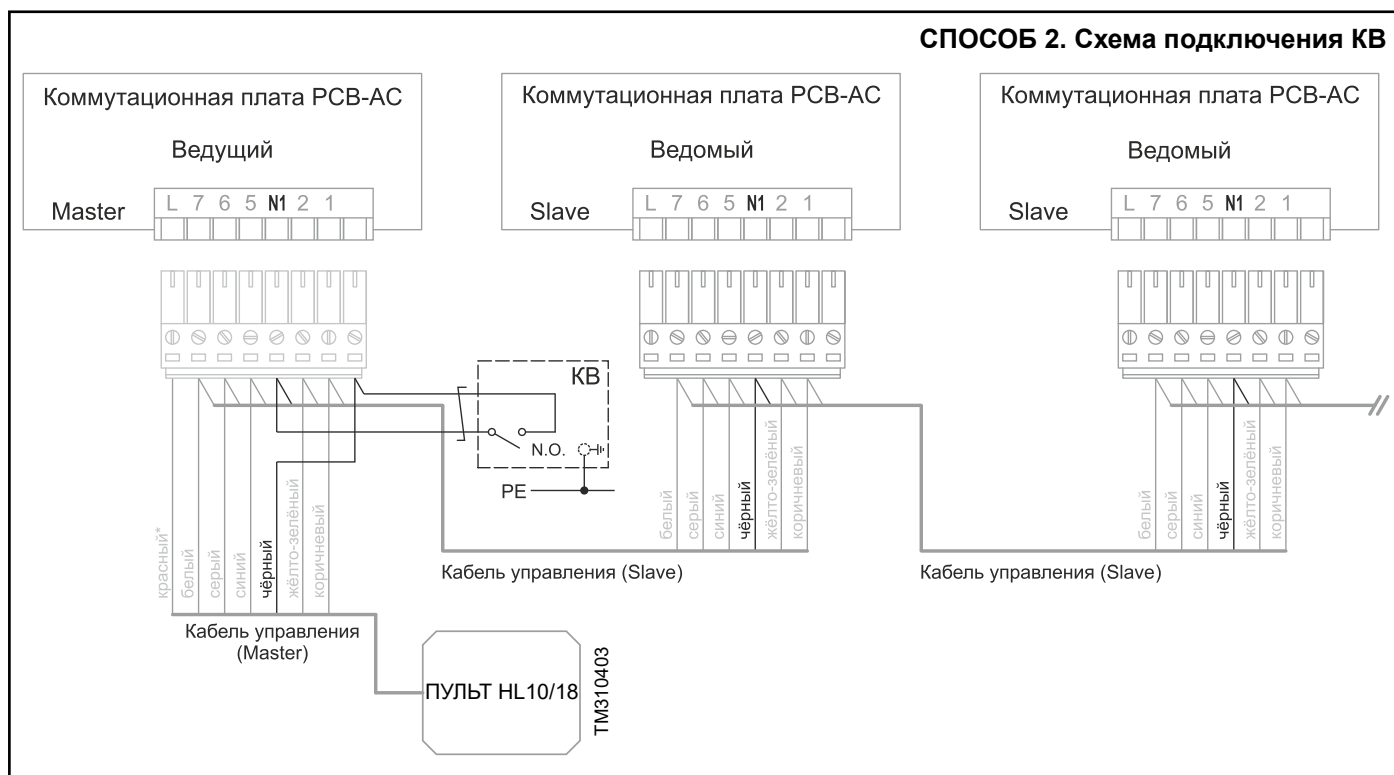 СПОСОБ 2. Схема подключения КВ
Коммутационная плата PCB-AC
Ведущий
Master
L 7 6 5 N1 2 1
Коммутационная плата PCB-AC
Ведомый
Slave
L 7 6 5 N1 2 1
Коммутационная плата PCB-AC
Ведомый
Slave
L 7 6 5 N1 2 1
КВ
N.O.
PE
красный*
белый
серый
синий
чёрный
жёлто-зелёный
коричневый
белый
серый
синий
чёрный
жёлто-зелёный
коричневый
белый
серый
синий
чёрный
жёлто-зелёный
коричневый
Кабель управления (Slave)
Кабель управления (Slave)
Кабель управления
(Master)
ПУЛЬТ HL10/18
TM310403